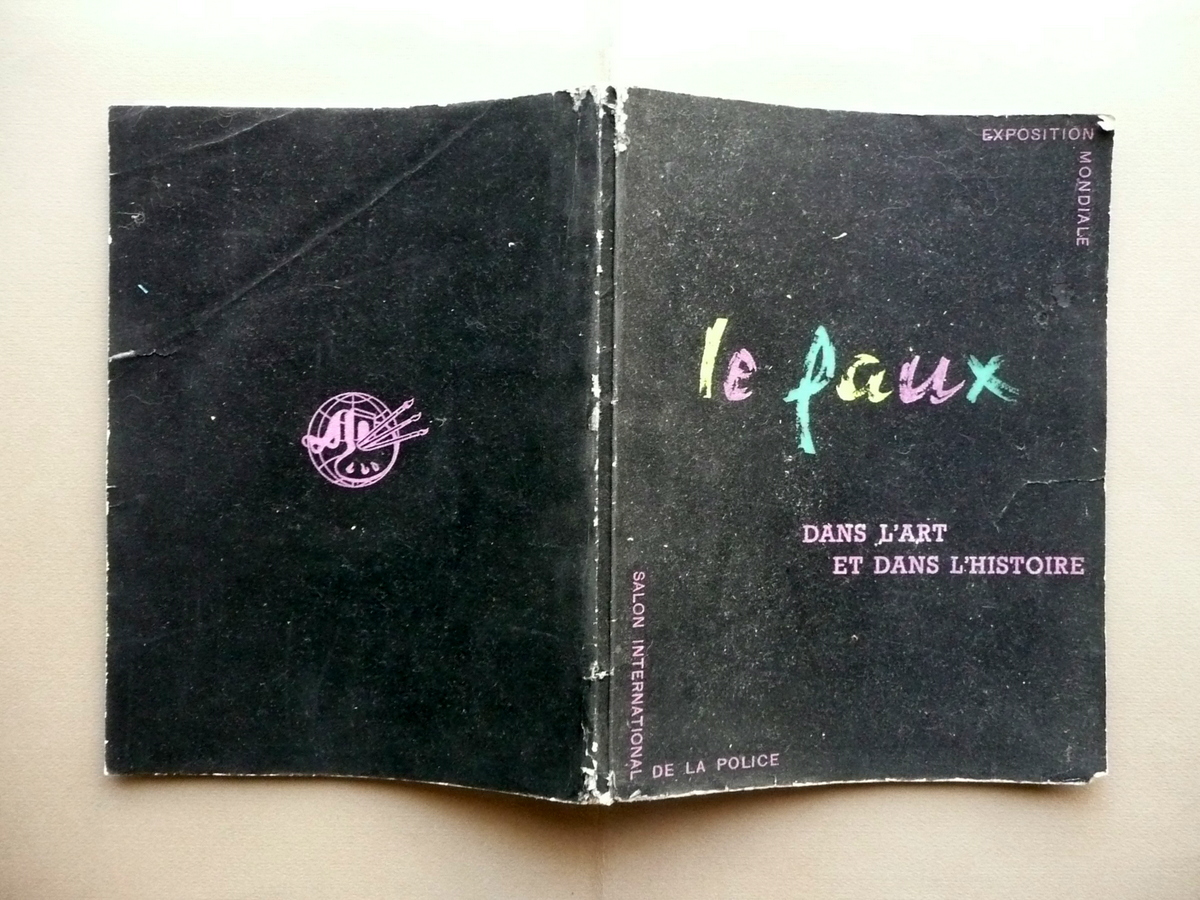 EXPOSITION
MONDIALE
le faux
DANS L'ART
ET DANS L'HISTOIRE
SALON INTERNATIONAL
DE LA POLICE